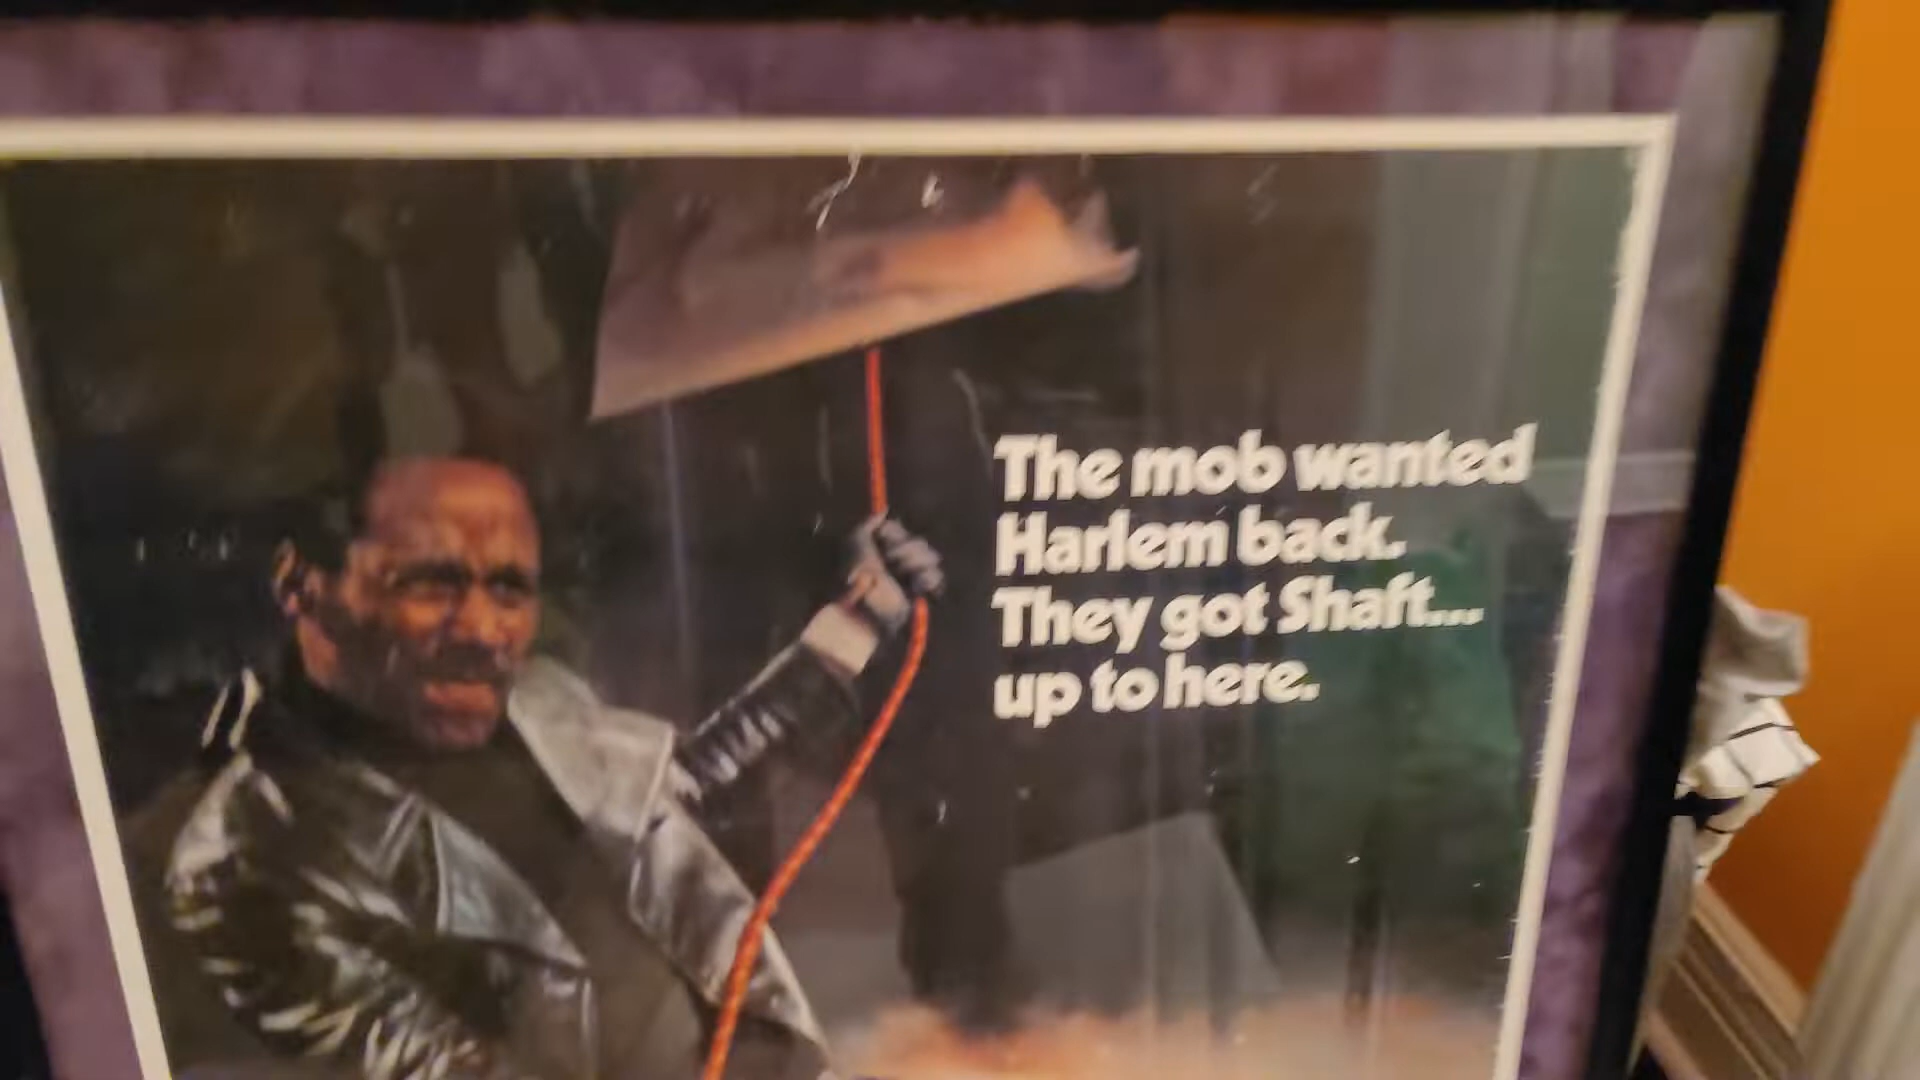 The mob wanted
Harlem back.
They got Shaft...
up to here.